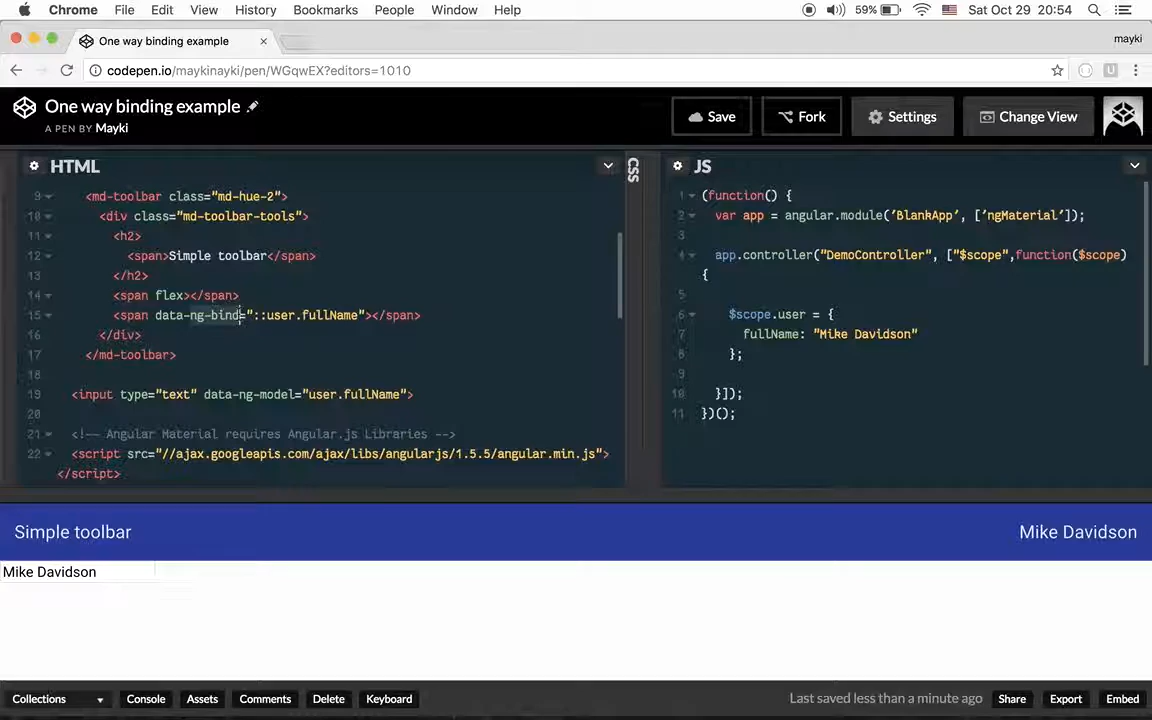 Chrome File Edit View History Bookmarks People Window Help 59% Sat Oct 29 20:54
One way binding example mayki
codepen.io/maykinayki/pen/WGqwEX?editors=1010 U
One way binding example
A PEN BY Mayki
Save Fork Settings Change View
HTML
9 <md-toolbar class="md-hue-2">
10 <div class="md-toolbar-tools">
11 <h2>
12 <span>Simple toolbar</span>
13 </h2>
14 <span flex></span>
15 <span data-ng-bind="::user.fullName"></span>
16 </div>
17 </md-toolbar>
18
19 <input type="text" data-ng-model="user.fullName">
20
21 <!-- Angular Material requires Angular.js Libraries -->
22 <script src="//ajax.googleapis.com/ajax/libs/angularjs/1.5.5/angular.min.js">
</script>
CSS
JS
1 (function() {
2 var app = angular.module('BlankApp', ['ngMaterial']);
3
4 app.controller("DemoController", ["$scope",function($scope)
{
5
6 $scope.user = {
7 fullName: "Mike Davidson"
8 };
9
10 }]);
11 })();
Simple toolbar Mike Davidson
Mike Davidson
Collections Console Assets Comments Delete Keyboard Last saved less than a minute ago Share Export Embed